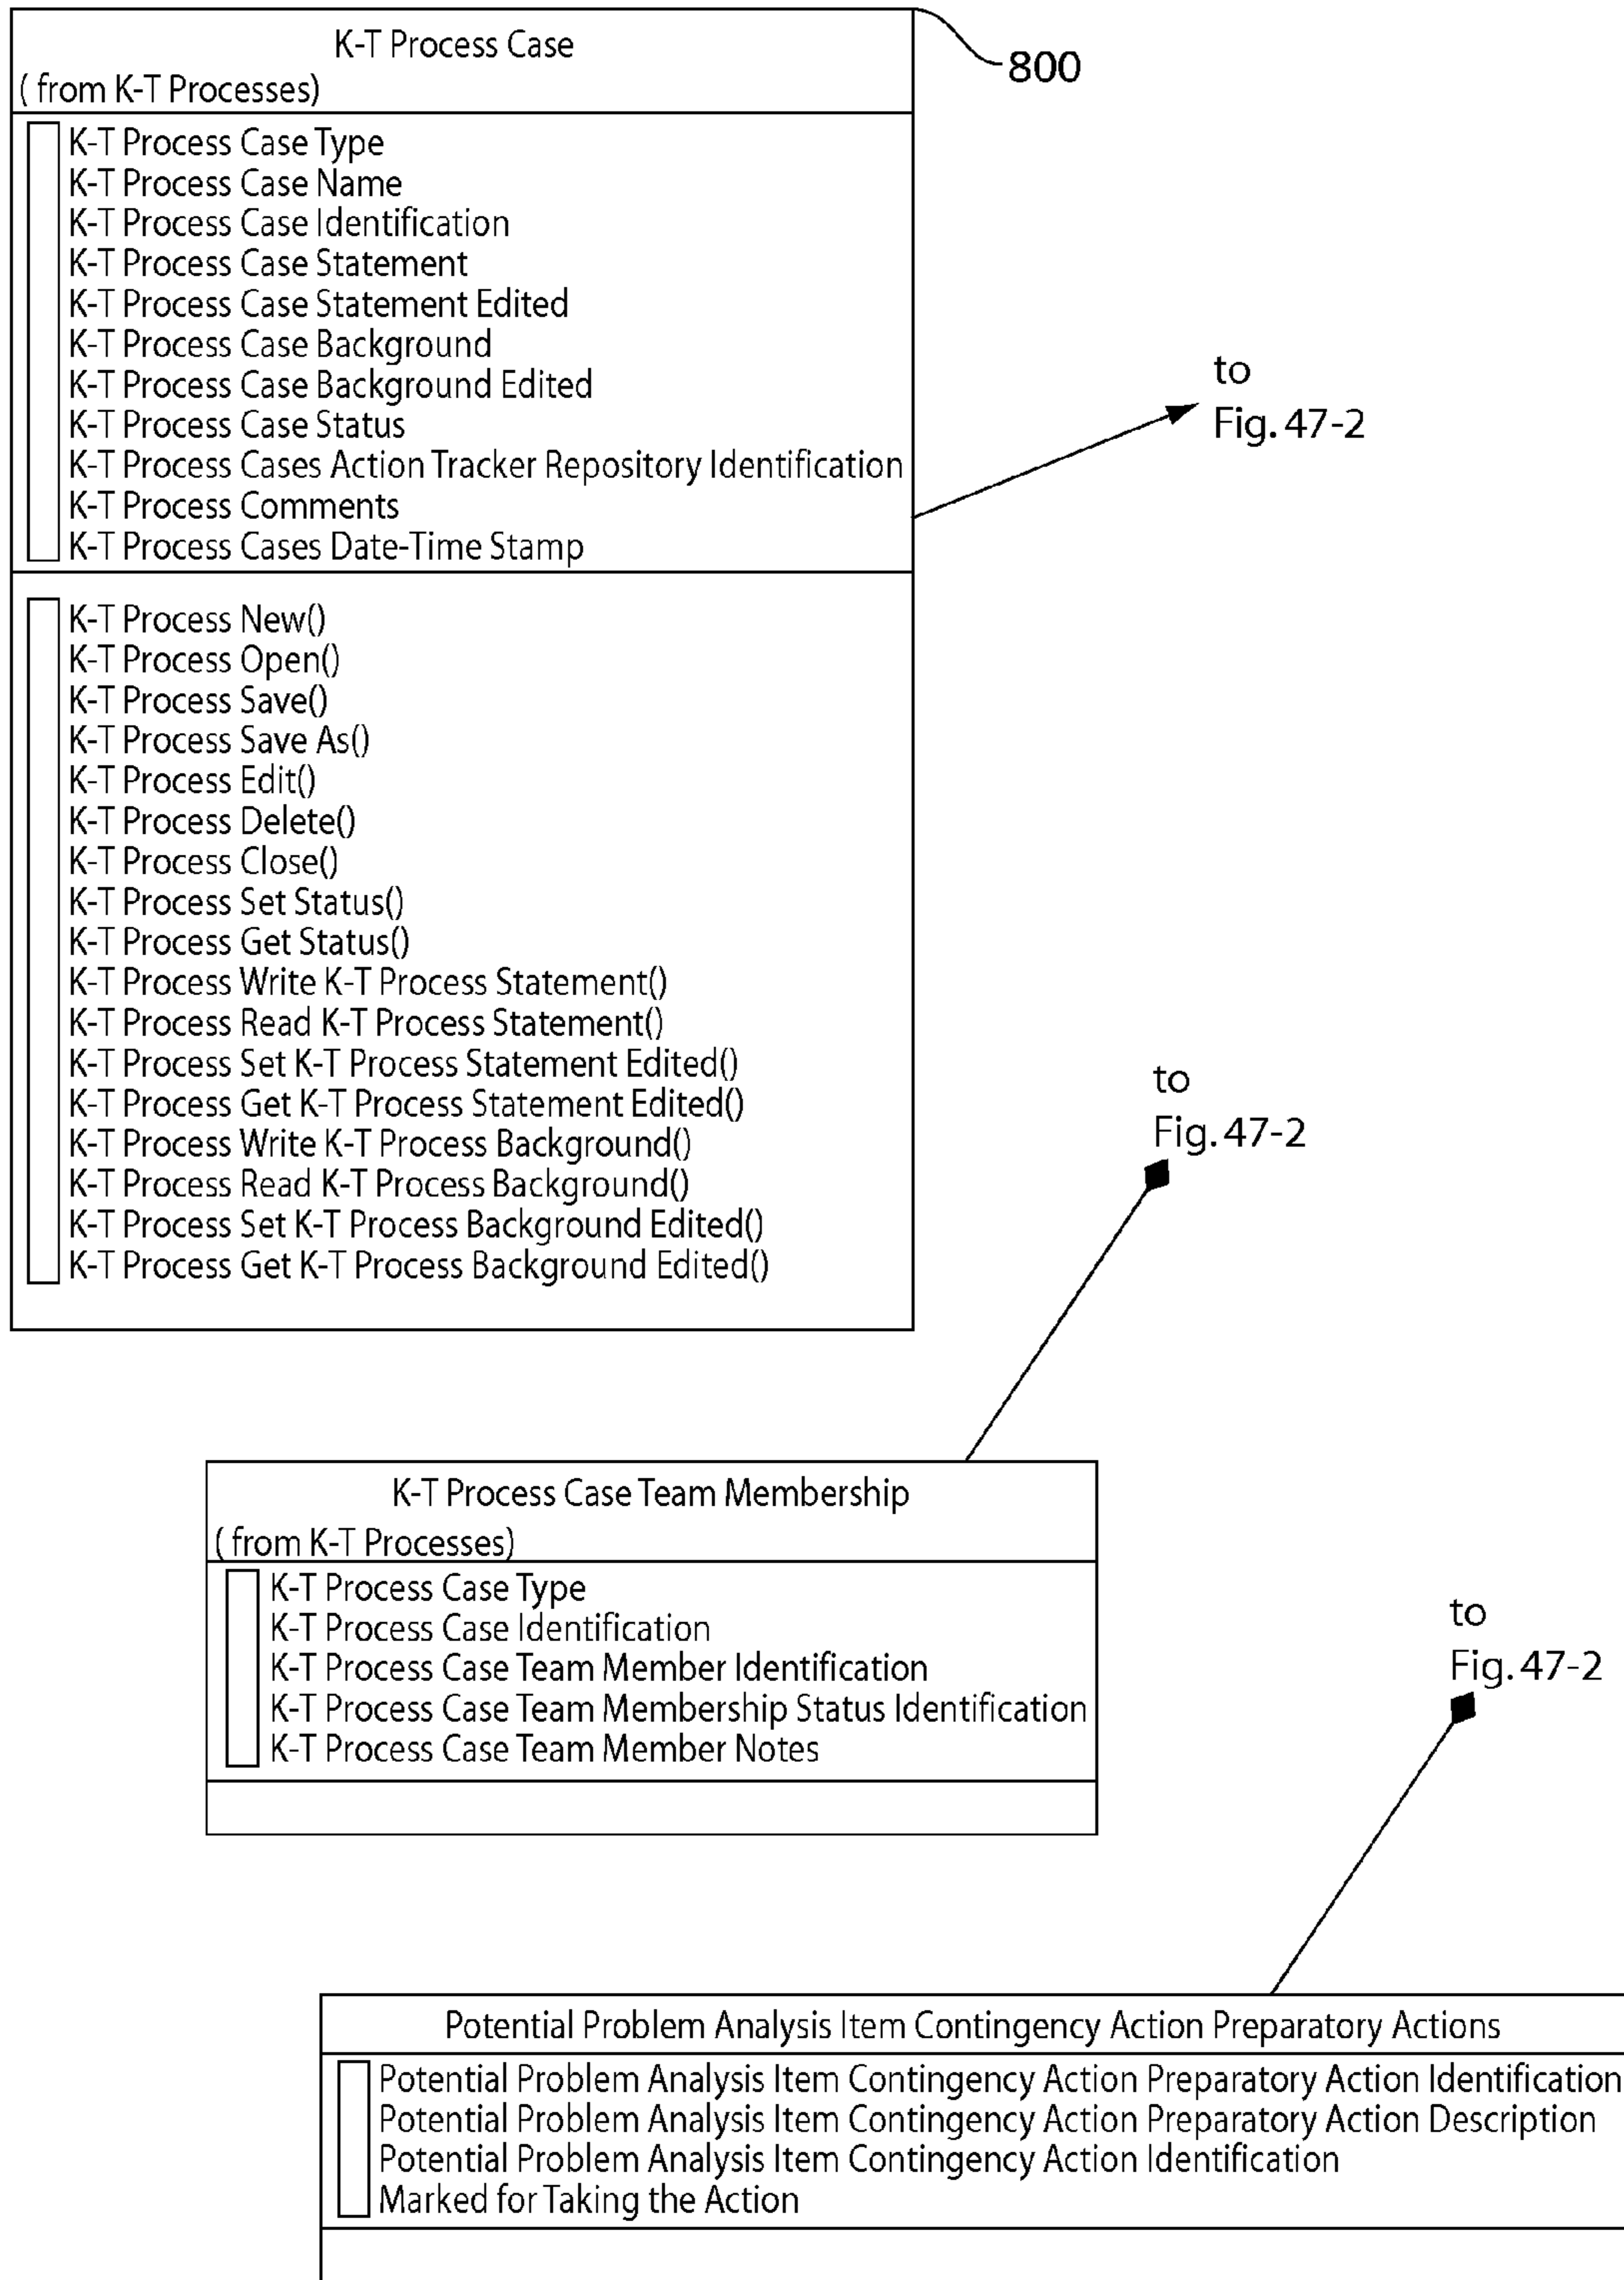 K-T Process Case
( from K-T Processes)
800
K-T Process Case Type
K-T Process Case Name
K-T Process Case Identification
K-T Process Case Statement
K-T Process Case Statement Edited
K-T Process Case Background
K-T Process Case Background Edited
K-T Process Case Status
K-T Process Cases Action Tracker Repository Identification
K-T Process Comments
K-T Process Cases Date-Time Stamp
to
Fig. 47-2
K-T Process New()
K-T Process Open()
K-T Process Save()
K-T Process Save As()
K-T Process Edit()
K-T Process Delete()
K-T Process Close()
K-T Process Set Status()
K-T Process Get Status()
K-T Process Write K-T Process Statement()
K-T Process Read K-T Process Statement()
K-T Process Set K-T Process Statement Edited()
K-T Process Get K-T Process Statement Edited()
K-T Process Write K-T Process Background()
K-T Process Read K-T Process Background()
K-T Process Set K-T Process Background Edited()
K-T Process Get K-T Process Background Edited()
to
Fig. 47-2
K-T Process Case Team Membership
( from K-T Processes)
K-T Process Case Type
K-T Process Case Identification
K-T Process Case Team Member Identification
K-T Process Case Team Membership Status Identification
K-T Process Case Team Member Notes
to
Fig. 47-2
Potential Problem Analysis Item Contingency Action Preparatory Actions
Potential Problem Analysis Item Contingency Action Preparatory Action Identification
Potential Problem Analysis Item Contingency Action Preparatory Action Description
Potential Problem Analysis Item Contingency Action Identification
Marked for Taking the Action